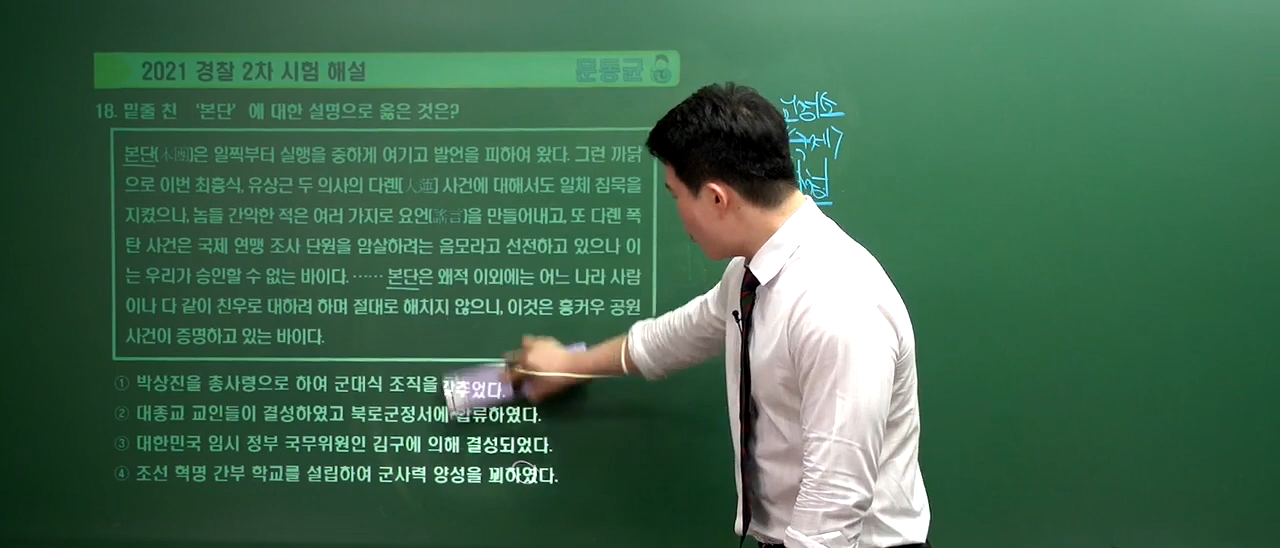 2021 경찰 2차 시험 해설
문동균
18. 밑줄 친 '본단' 에 대한 설명으로 옳은 것은?
본단(本團)은 일찍부터 실행을 중하게 여기고 발언을 피하여 왔다. 그런 까닭
으로 이번 최흥식, 유상근 두 의사의 다롄[大蓮] 사건에 대해서도 일체 침묵을
지켰으나, 놈들 간악한 적은 여러 가지로 요언(謠言)을 만들어내고, 또 다롄 폭
탄 사건은 국제 연맹 조사 단원을 암살하려는 음모라고 선전하고 있으나 이
는 우리가 승인할 수 없는 바이다. …… 본단은 왜적 이외에는 어느 나라 사람
이나 다 같이 친우로 대하려 하며 절대로 해치지 않으니, 이것은 훙커우 공원
사건이 증명하고 있는 바이다.
① 박상진을 총사령으로 하여 군대식 조직을 갖추었다.
② 대종교 교인들이 결성하였고 북로군정서에 합류하였다.
③ 대한민국 임시 정부 국무위원인 김구에 의해 결성되었다.
④ 조선 혁명 간부 학교를 설립하여 군사력 양성을 꾀하였다.